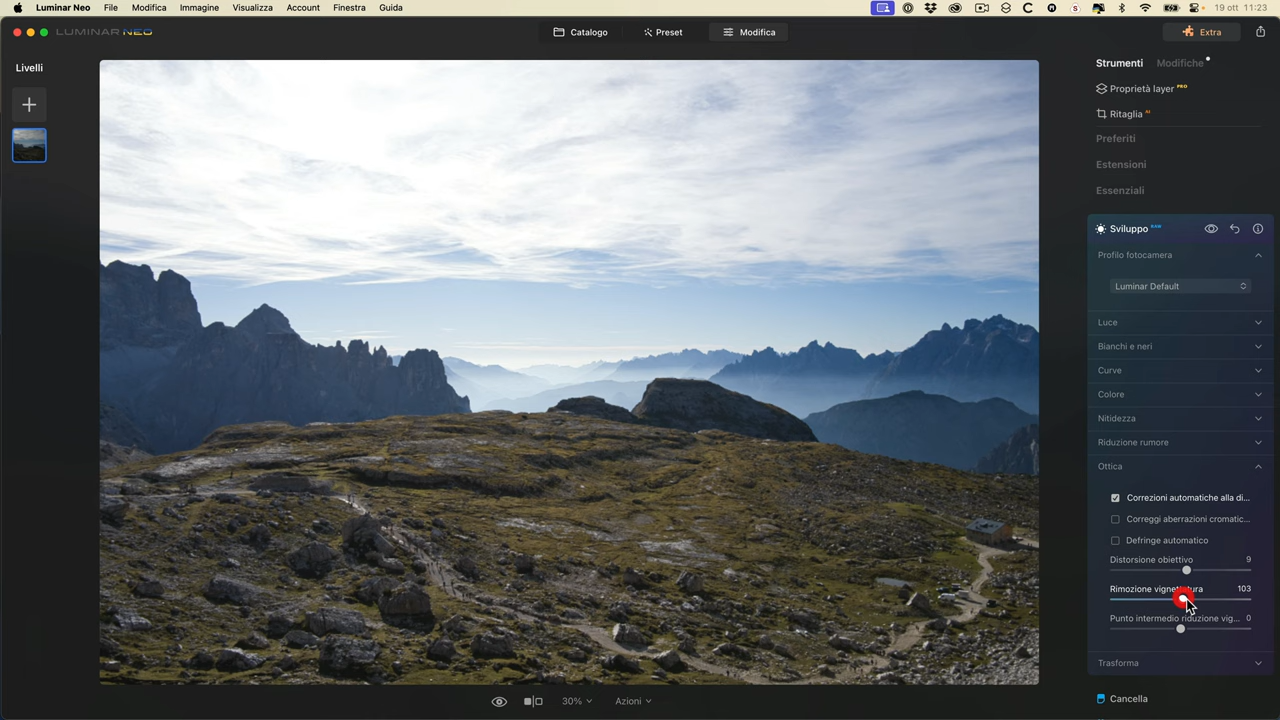 Luminar Neo File Modifica Immagine Visualizza Account Finestra Guida 19 ott 11:23
LUMINAR NEO Catalogo Preset Modifica Extra
Livelli
Strumenti Modifiche
Proprietà layer PRO
Ritaglia AI
Preferiti
Estensioni
Essenziali
Sviluppo RAW
Profilo fotocamera
Luminar Default
Luce
Bianchi e neri
Curve
Colore
Nitidezza
Riduzione rumore
Ottica
Correzioni automatiche alla di...
Correggi aberrazioni cromatic...
Defringe automatico
Distorsione obiettivo 9
Rimozione vignettatura 103
Punto intermedio riduzione vig... 0
Trasforma
30% Azioni
Cancella